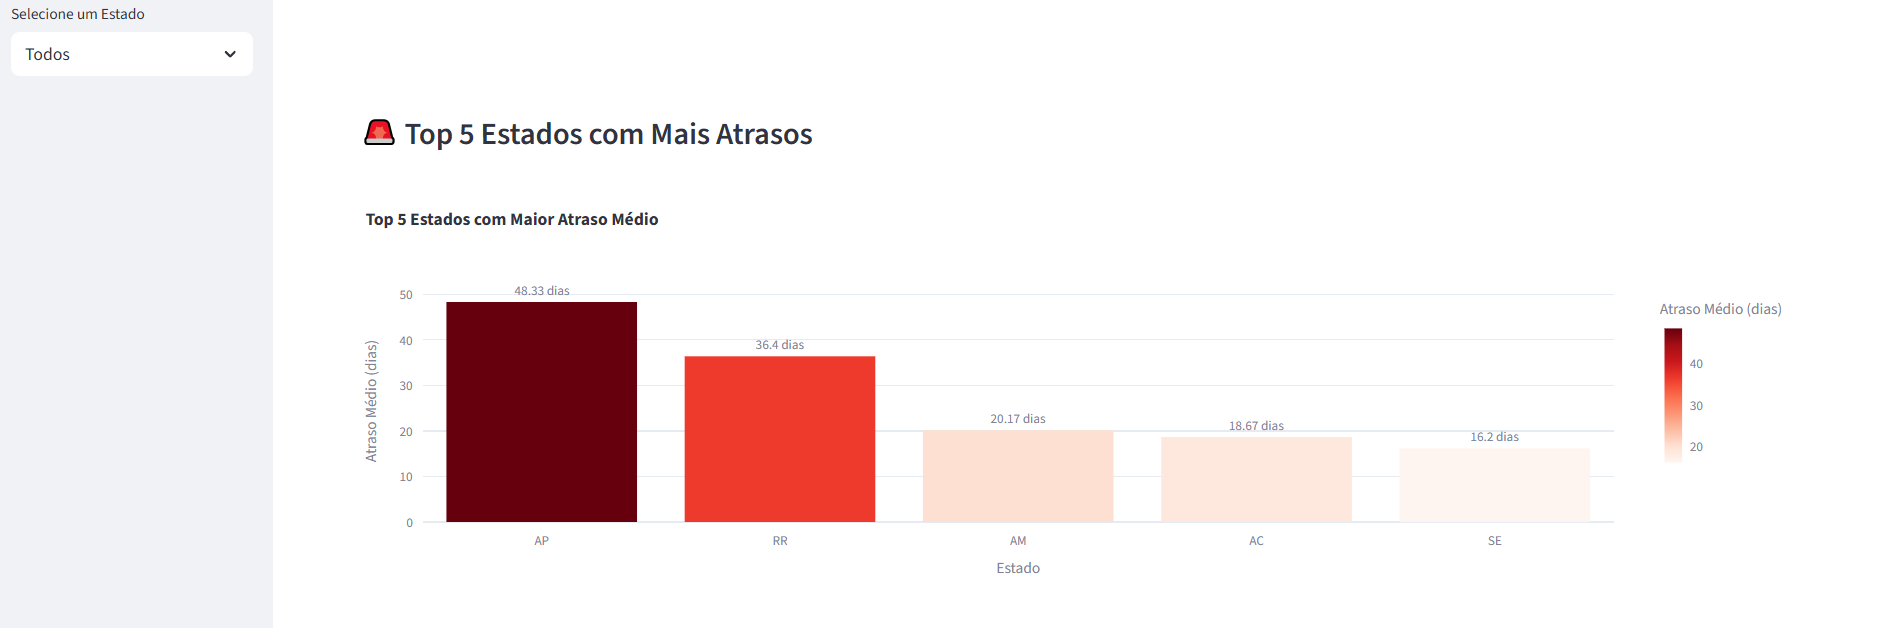 Selecione um Estado
Todos
Top 5 Estados com Mais Atrasos
Top 5 Estados com Maior Atraso Médio
Atraso Médio (dias)
50
40
30
20
10
0
48.33 dias
36.4 dias
20.17 dias
18.67 dias
16.2 dias
AP
RR
AM
AC
SE
Estado
Atraso Médio (dias)
40
30
20